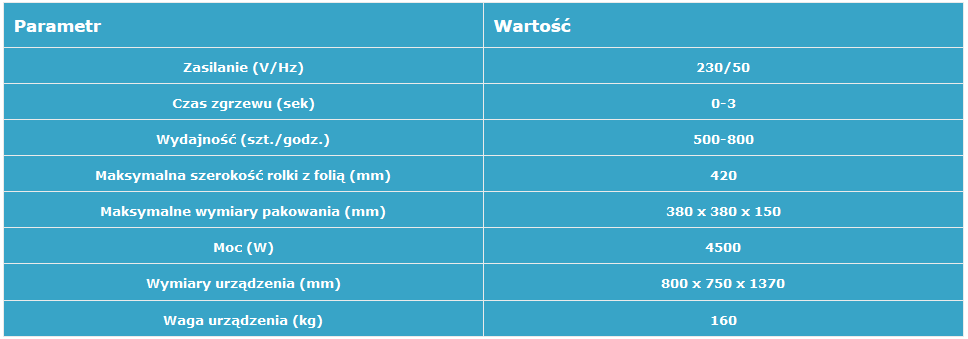 Parametr Wartość
Zasilanie (V/Hz) 230/50
Czas zgrzewu (sek) 0-3
Wydajność (szt./godz.) 500-800
Maksymalna szerokość rolki z folią (mm) 420
Maksymalne wymiary pakowania (mm) 380 x 380 x 150
Moc (W) 4500
Wymiary urządzenia (mm) 800 x 750 x 1370
Waga urządzenia (kg) 160